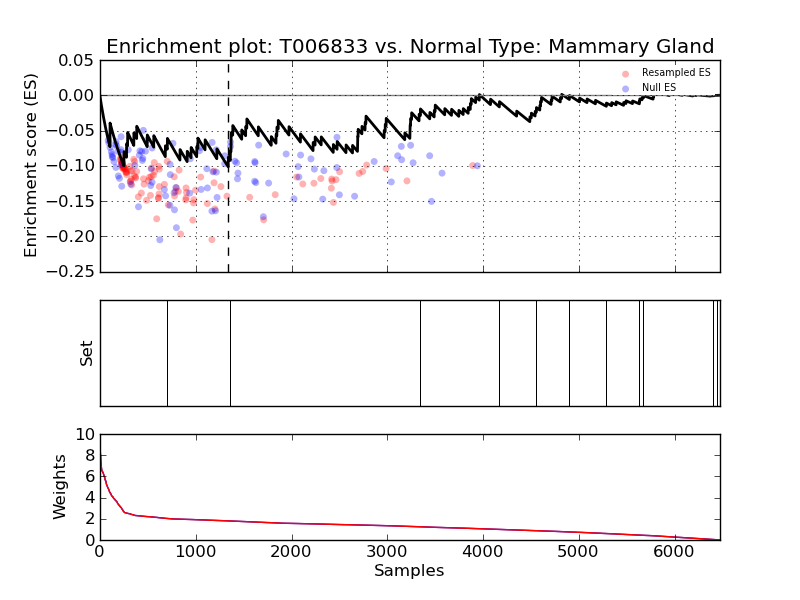 Enrichment plot: T006833 vs. Normal Type: Mammary Gland
Enrichment score (ES)
0.05
0.00
−0.05
−0.10
−0.15
−0.20
−0.25
Resampled ES
Null ES
Set
Weights
10
8
6
4
2
0
0 1000 2000 3000 4000 5000 6000
Samples